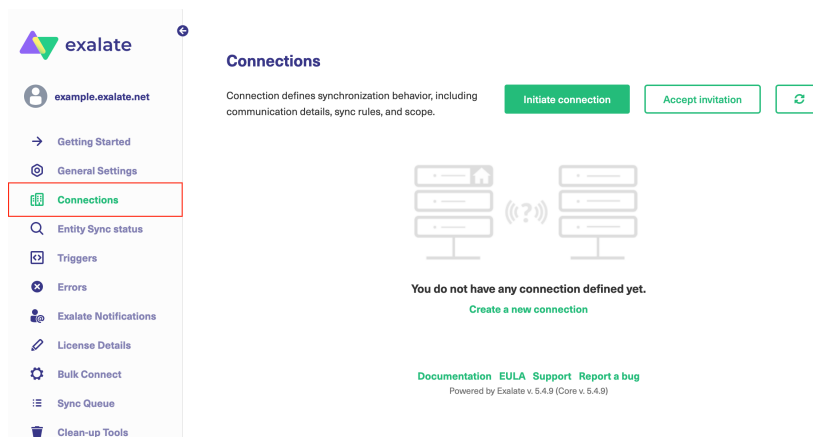 exalate
example.exalate.net
Getting Started
General Settings
Connections
Entity Sync status
Triggers
Errors
Exalate Notifications
License Details
Bulk Connect
Sync Queue
Clean-up Tools
Connections
Connection defines synchronization behavior, including
communication details, sync rules, and scope.
Initiate connection
Accept invitation
((?))
You do not have any connection defined yet.
Create a new connection
Documentation EULA Support Report a bug
Powered by Exalate v. 5.4.9 (Core v. 5.4.9)